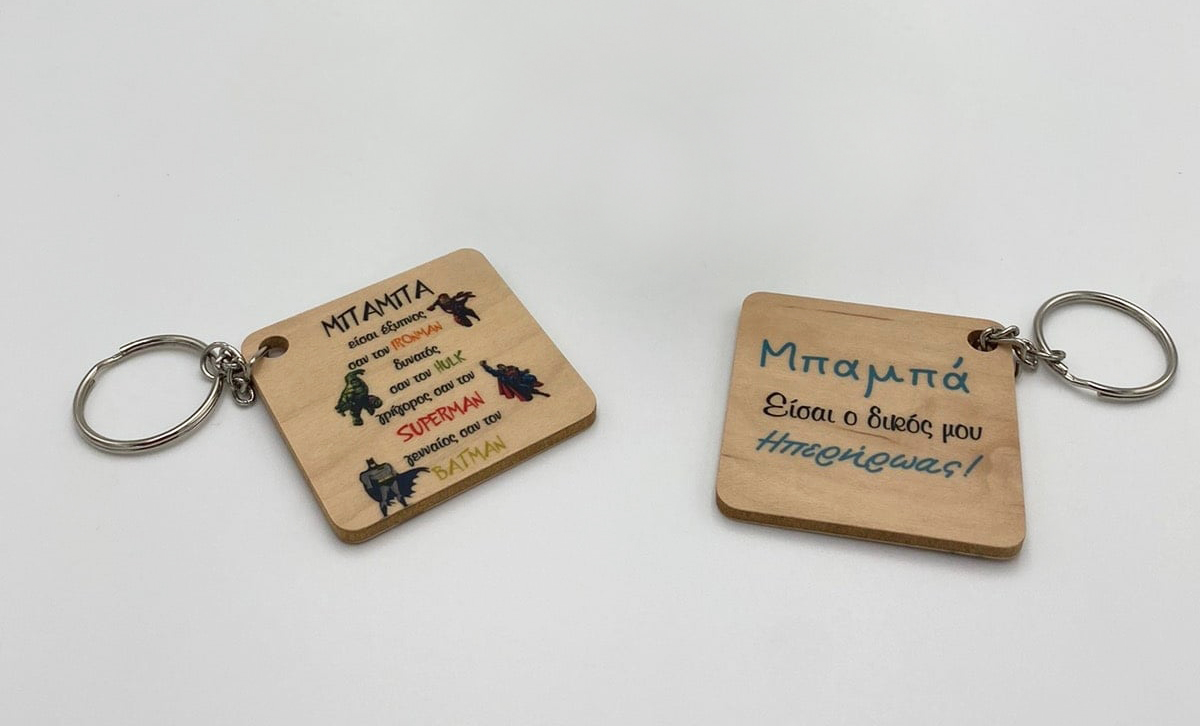 ΜΠΑΜΠΑ
είσαι έξυπνος
σαν τον IRONMAN
δυνατός
σαν τον HULK
γρήγορος σαν τον
SUPERMAN
γενναίος σαν τον
BATMAN
Μπαμπά
Είσαι ο δικός μου
Ηπερήρωας!